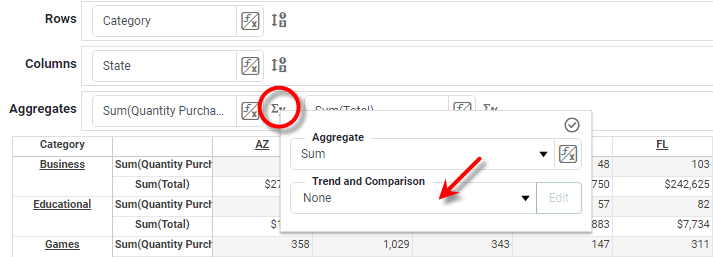 Rows Category
Columns State
Aggregates Sum(Quantity Purcha... Sum(Total)
Aggregate
Sum
Trend and Comparison
None Edit
Category AZ FL
Business Sum(Quantity Purch 48 103
Sum(Total) $27 750 $242,625
Educational Sum(Quantity Purch 57 82
Sum(Total) $1 883 $7,734
Games Sum(Quantity Purch 358 1,029 343 147 311